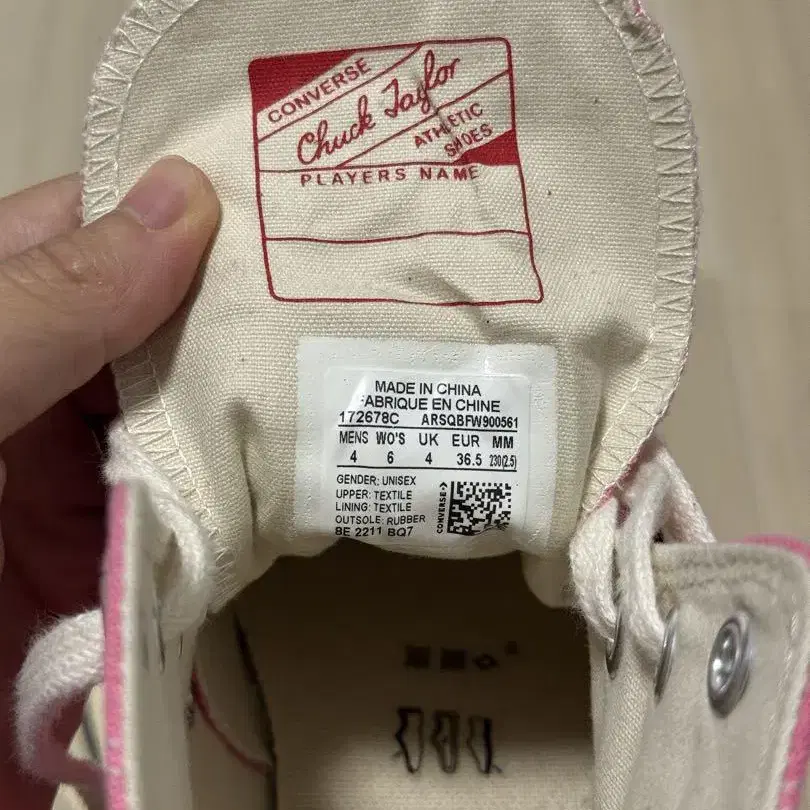 CONVERSE
Chuck Taylor
ATHLETIC
SHOES
PLAYERS NAME
MADE IN CHINA
FABRIQUE EN CHINE
172678C ARSQBFW900561
MENS WO'S UK EUR MM
4 6 4 36.5 230(2.5)
GENDER: UNISEX
UPPER: TEXTILE
LINING: TEXTILE
OUTSOLE: RUBBER
BE 2211 BQ7
CONVERSE